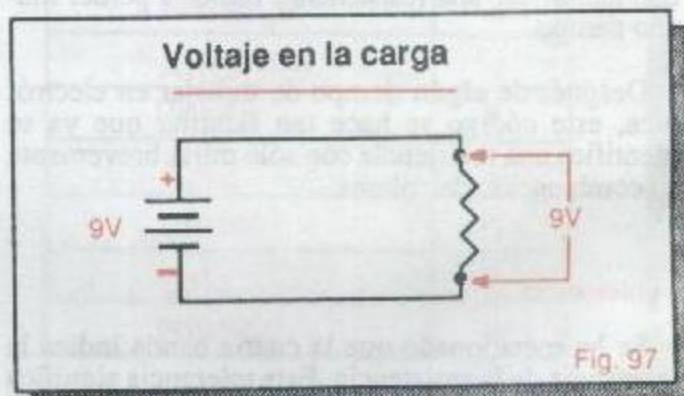 Voltaje en la carga
+
9V
9V
−
Fig. 97